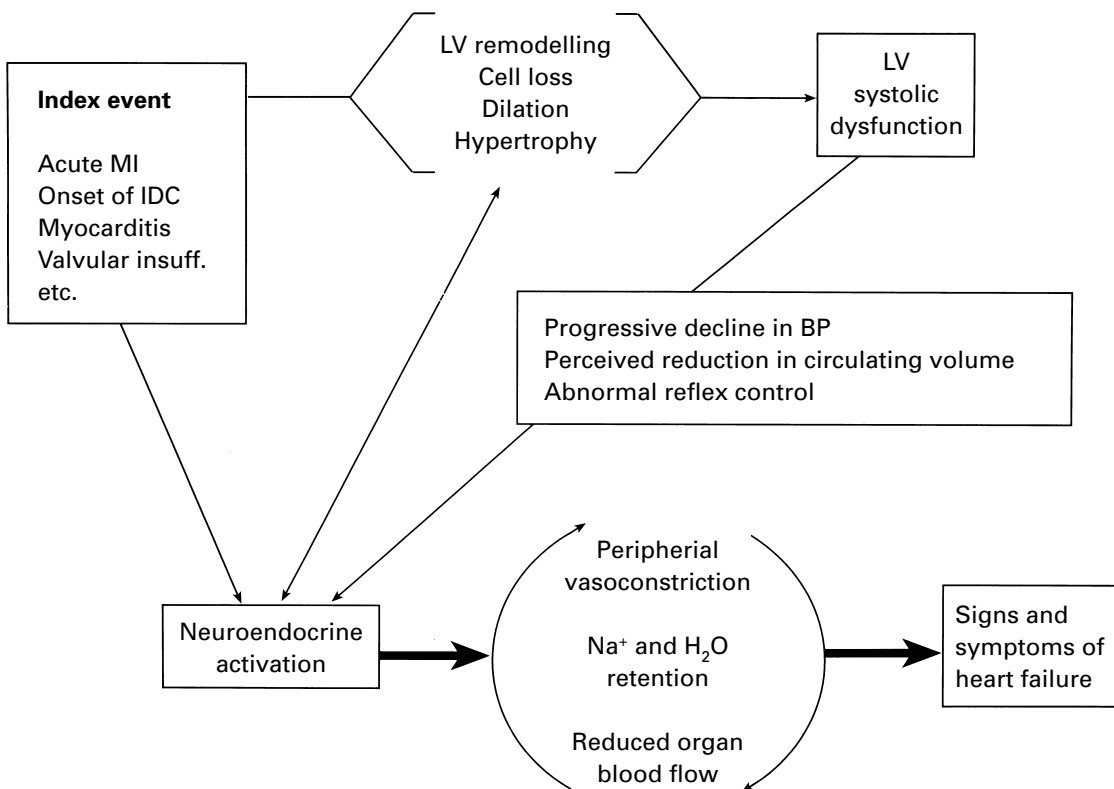 Index event
Acute MI
Onset of IDC
Myocarditis
Valvular insuff.
etc.
LV remodelling
Cell loss
Dilation
Hypertrophy
LV
systolic
dysfunction
Progressive decline in BP
Perceived reduction in circulating volume
Abnormal reflex control
Neuroendocrine
activation
Peripherial
vasoconstriction
Na⁺ and H₂O
retention
Reduced organ
blood flow
Signs and
symptoms of
heart failure